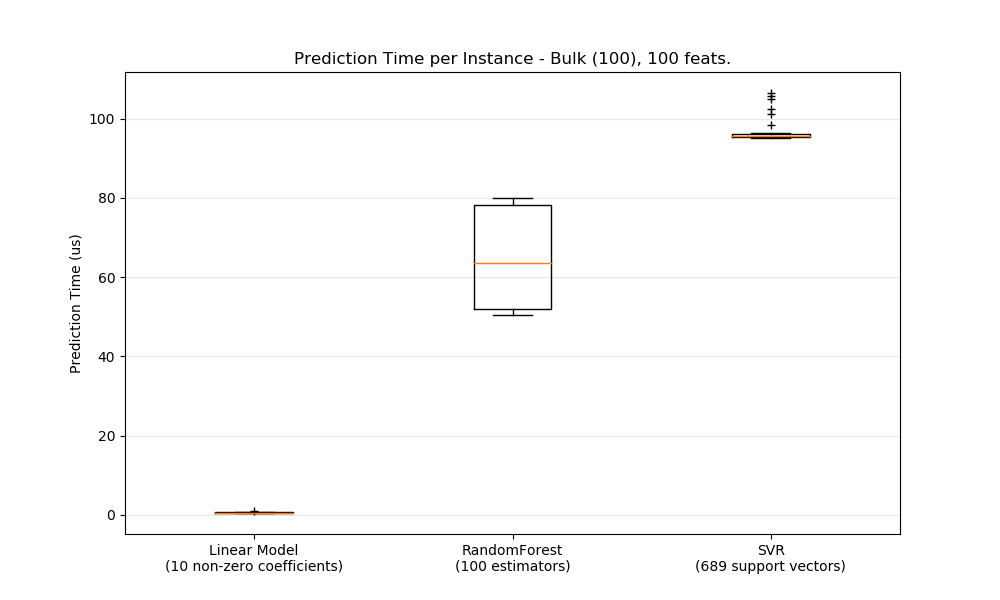 Prediction Time per Instance - Bulk (100), 100 feats.
Prediction Time (us)
100
80
60
40
20
0
Linear Model
(10 non-zero coefficients)
RandomForest
(100 estimators)
SVR
(689 support vectors)